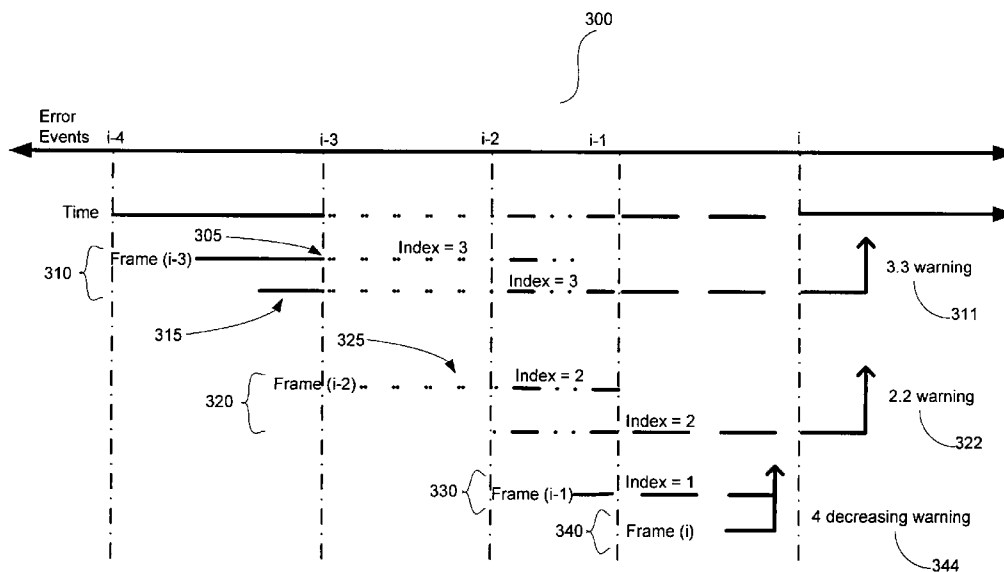 300
Error
Events
i-4
i-3
i-2
i-1
i
Time
305
Index = 3
310
Frame (i-3)
3.3 warning
Index = 3
311
315
325
Frame (i-2)
Index = 2
320
2.2 warning
Index = 2
322
330
Frame (i-1)
Index = 1
340
Frame (i)
4 decreasing warning
344